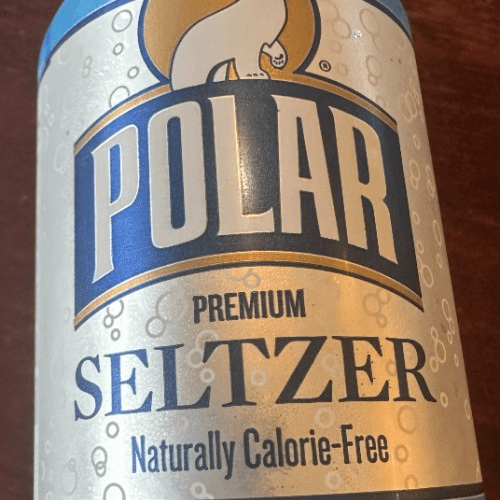 ®
POLAR
PREMIUM
SELTZER
Naturally Calorie-Free